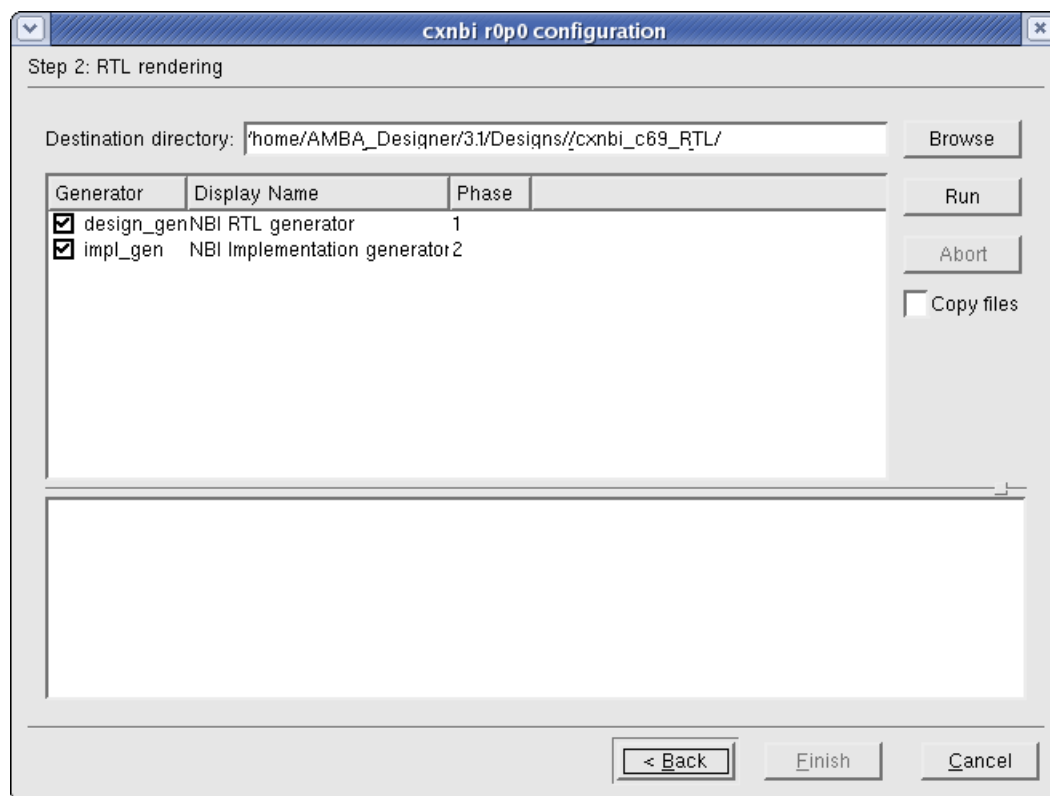 cxnbi r0p0 configuration
Step 2: RTL rendering
Destination directory: /home/AMBA_Designer/3.1/Designs//cxnbi_c69_RTL/ Browse
Generator Display Name Phase Run
design_gen NBI RTL generator 1
impl_gen NBI Implementation generator 2 Abort
Copy files
< Back Finish Cancel